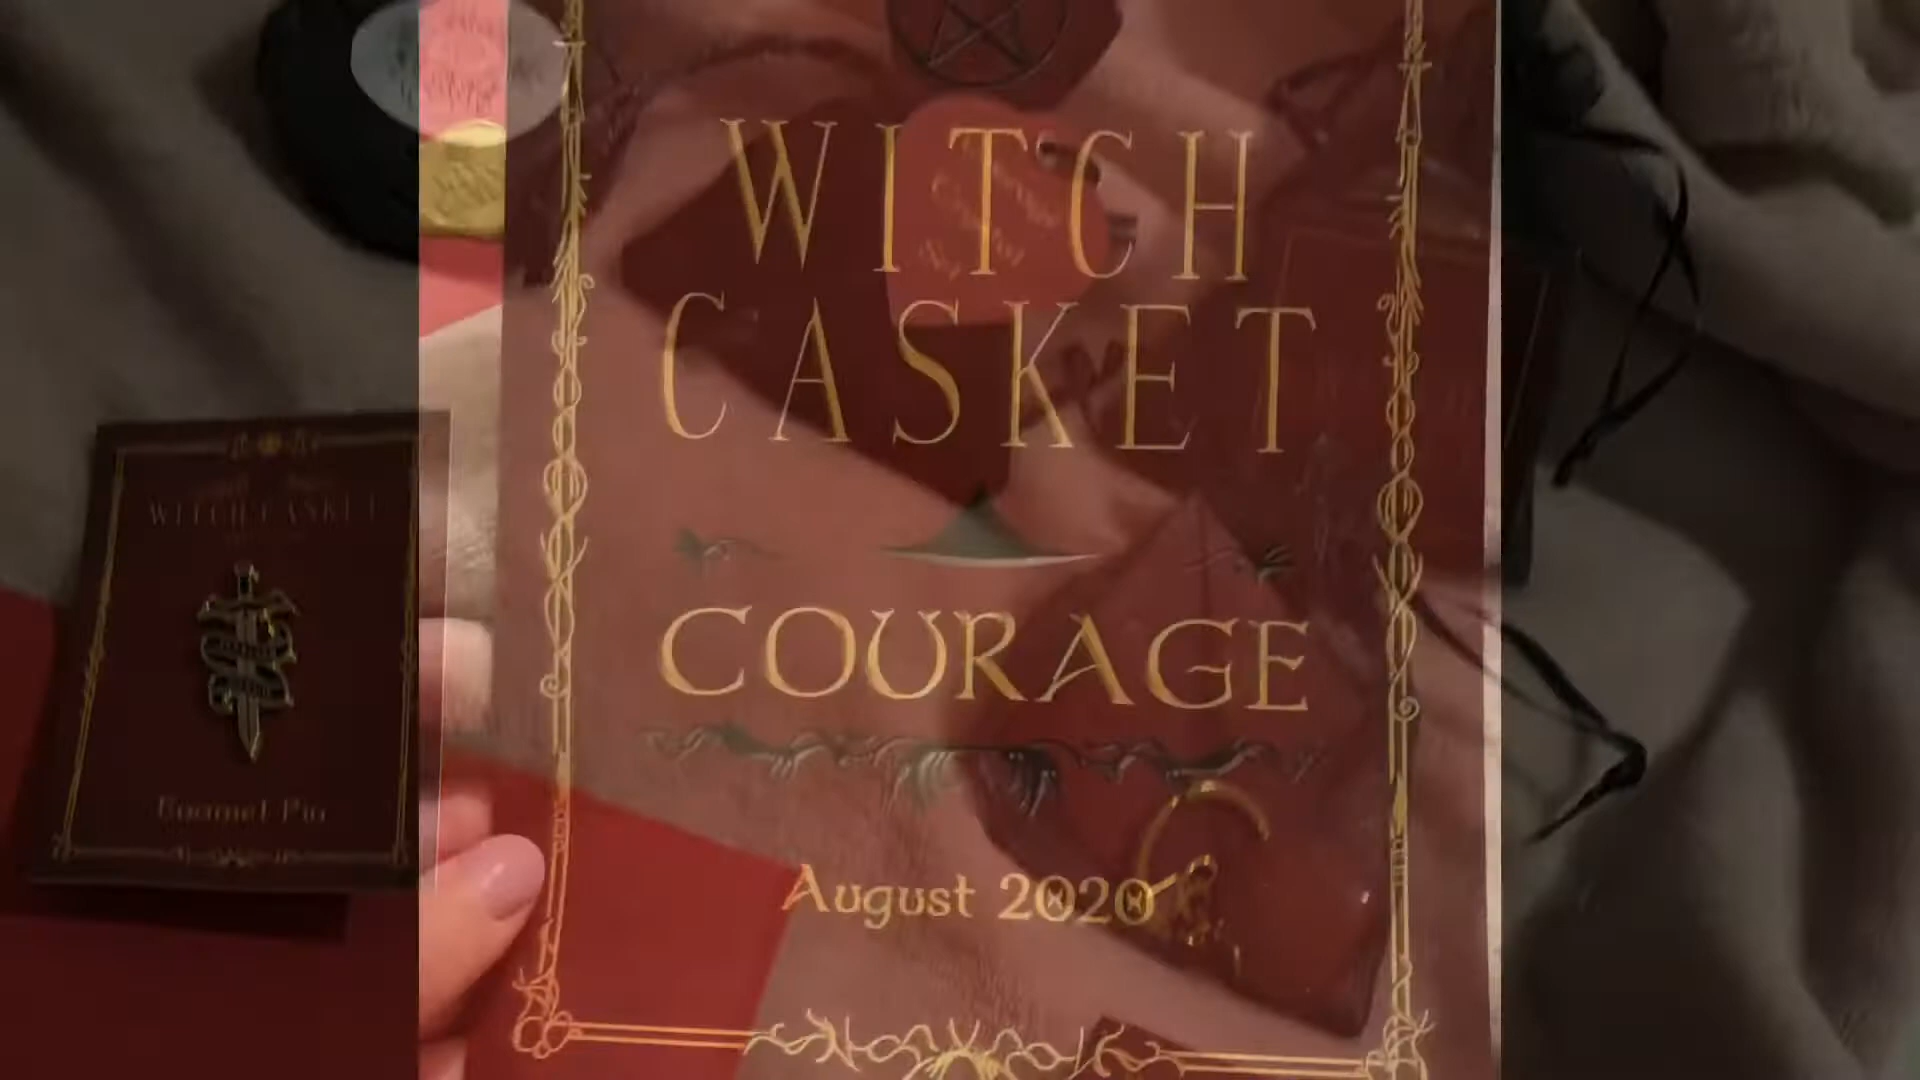 WITCH
CASKET
COURAGE
August 2020
WITCH CASKET
Enamel Pin